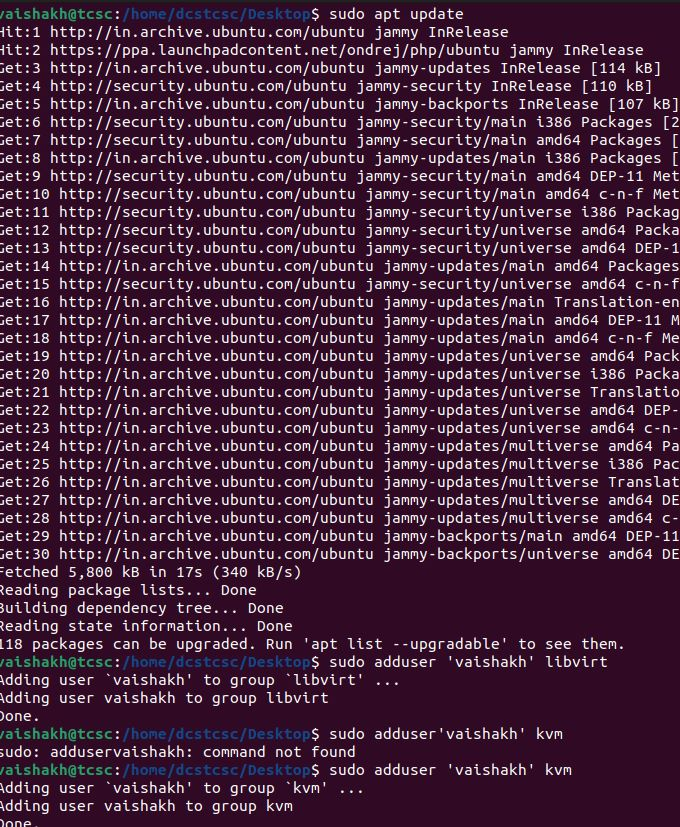 vaishakh@tcsc:/home/dcstcsc/Desktop$ sudo apt update
Hit:1 http://in.archive.ubuntu.com/ubuntu jammy InRelease
Hit:2 https://ppa.launchpadcontent.net/ondrej/php/ubuntu jammy InRelease
Get:3 http://in.archive.ubuntu.com/ubuntu jammy-updates InRelease [114 kB]
Get:4 http://security.ubuntu.com/ubuntu jammy-security InRelease [110 kB]
Get:5 http://in.archive.ubuntu.com/ubuntu jammy-backports InRelease [107 kB]
Get:6 http://security.ubuntu.com/ubuntu jammy-security/main i386 Packages [2
Get:7 http://security.ubuntu.com/ubuntu jammy-security/main amd64 Packages [
Get:8 http://in.archive.ubuntu.com/ubuntu jammy-updates/main i386 Packages [
Get:9 http://security.ubuntu.com/ubuntu jammy-security/main amd64 DEP-11 Met
Get:10 http://security.ubuntu.com/ubuntu jammy-security/main amd64 c-n-f Met
Get:11 http://security.ubuntu.com/ubuntu jammy-security/universe i386 Packag
Get:12 http://security.ubuntu.com/ubuntu jammy-security/universe amd64 Packa
Get:13 http://security.ubuntu.com/ubuntu jammy-security/universe amd64 DEP-1
Get:14 http://in.archive.ubuntu.com/ubuntu jammy-updates/main amd64 Packages
Get:15 http://security.ubuntu.com/ubuntu jammy-security/universe amd64 c-n-f
Get:16 http://in.archive.ubuntu.com/ubuntu jammy-updates/main Translation-en
Get:17 http://in.archive.ubuntu.com/ubuntu jammy-updates/main amd64 DEP-11 M
Get:18 http://in.archive.ubuntu.com/ubuntu jammy-updates/main amd64 c-n-f Me
Get:19 http://in.archive.ubuntu.com/ubuntu jammy-updates/universe amd64 Pack
Get:20 http://in.archive.ubuntu.com/ubuntu jammy-updates/universe i386 Packa
Get:21 http://in.archive.ubuntu.com/ubuntu jammy-updates/universe Translatio
Get:22 http://in.archive.ubuntu.com/ubuntu jammy-updates/universe amd64 DEP-
Get:23 http://in.archive.ubuntu.com/ubuntu jammy-updates/universe amd64 c-n-
Get:24 http://in.archive.ubuntu.com/ubuntu jammy-updates/multiverse amd64 Pa
Get:25 http://in.archive.ubuntu.com/ubuntu jammy-updates/multiverse i386 Pac
Get:26 http://in.archive.ubuntu.com/ubuntu jammy-updates/multiverse Translat
Get:27 http://in.archive.ubuntu.com/ubuntu jammy-updates/multiverse amd64 DE
Get:28 http://in.archive.ubuntu.com/ubuntu jammy-updates/multiverse amd64 c-
Get:29 http://in.archive.ubuntu.com/ubuntu jammy-backports/main amd64 DEP-11
Get:30 http://in.archive.ubuntu.com/ubuntu jammy-backports/universe amd64 DE
Fetched 5,800 kB in 17s (340 kB/s)
Reading package lists... Done
Building dependency tree... Done
Reading state information... Done
118 packages can be upgraded. Run 'apt list --upgradable' to see them.
vaishakh@tcsc:/home/dcstcsc/Desktop$ sudo adduser 'vaishakh' libvirt
Adding user `vaishakh' to group `libvirt' ...
Adding user vaishakh to group libvirt
Done.
vaishakh@tcsc:/home/dcstcsc/Desktop$ sudo adduser'vaishakh' kvm
sudo: adduservaishakh: command not found
vaishakh@tcsc:/home/dcstcsc/Desktop$ sudo adduser 'vaishakh' kvm
Adding user `vaishakh' to group `kvm' ...
Adding user vaishakh to group kvm
Done.